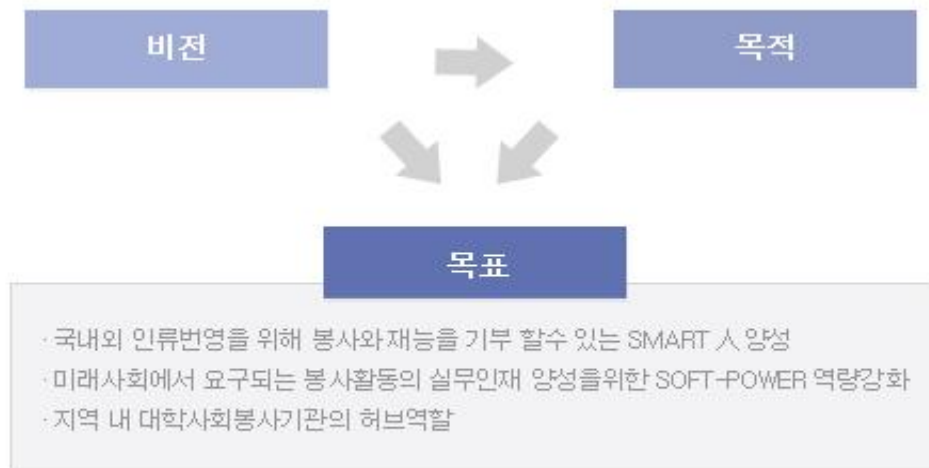 비전
목적
목표
· 국내외 인류번영을 위해 봉사와 재능을 기부 할수 있는 SMART 人 양성
· 미래사회에서 요구되는 봉사활동의 실무인재 양성을위한 SOFT-POWER 역량강화
· 지역 내 대학사회봉사기관의 허브역할